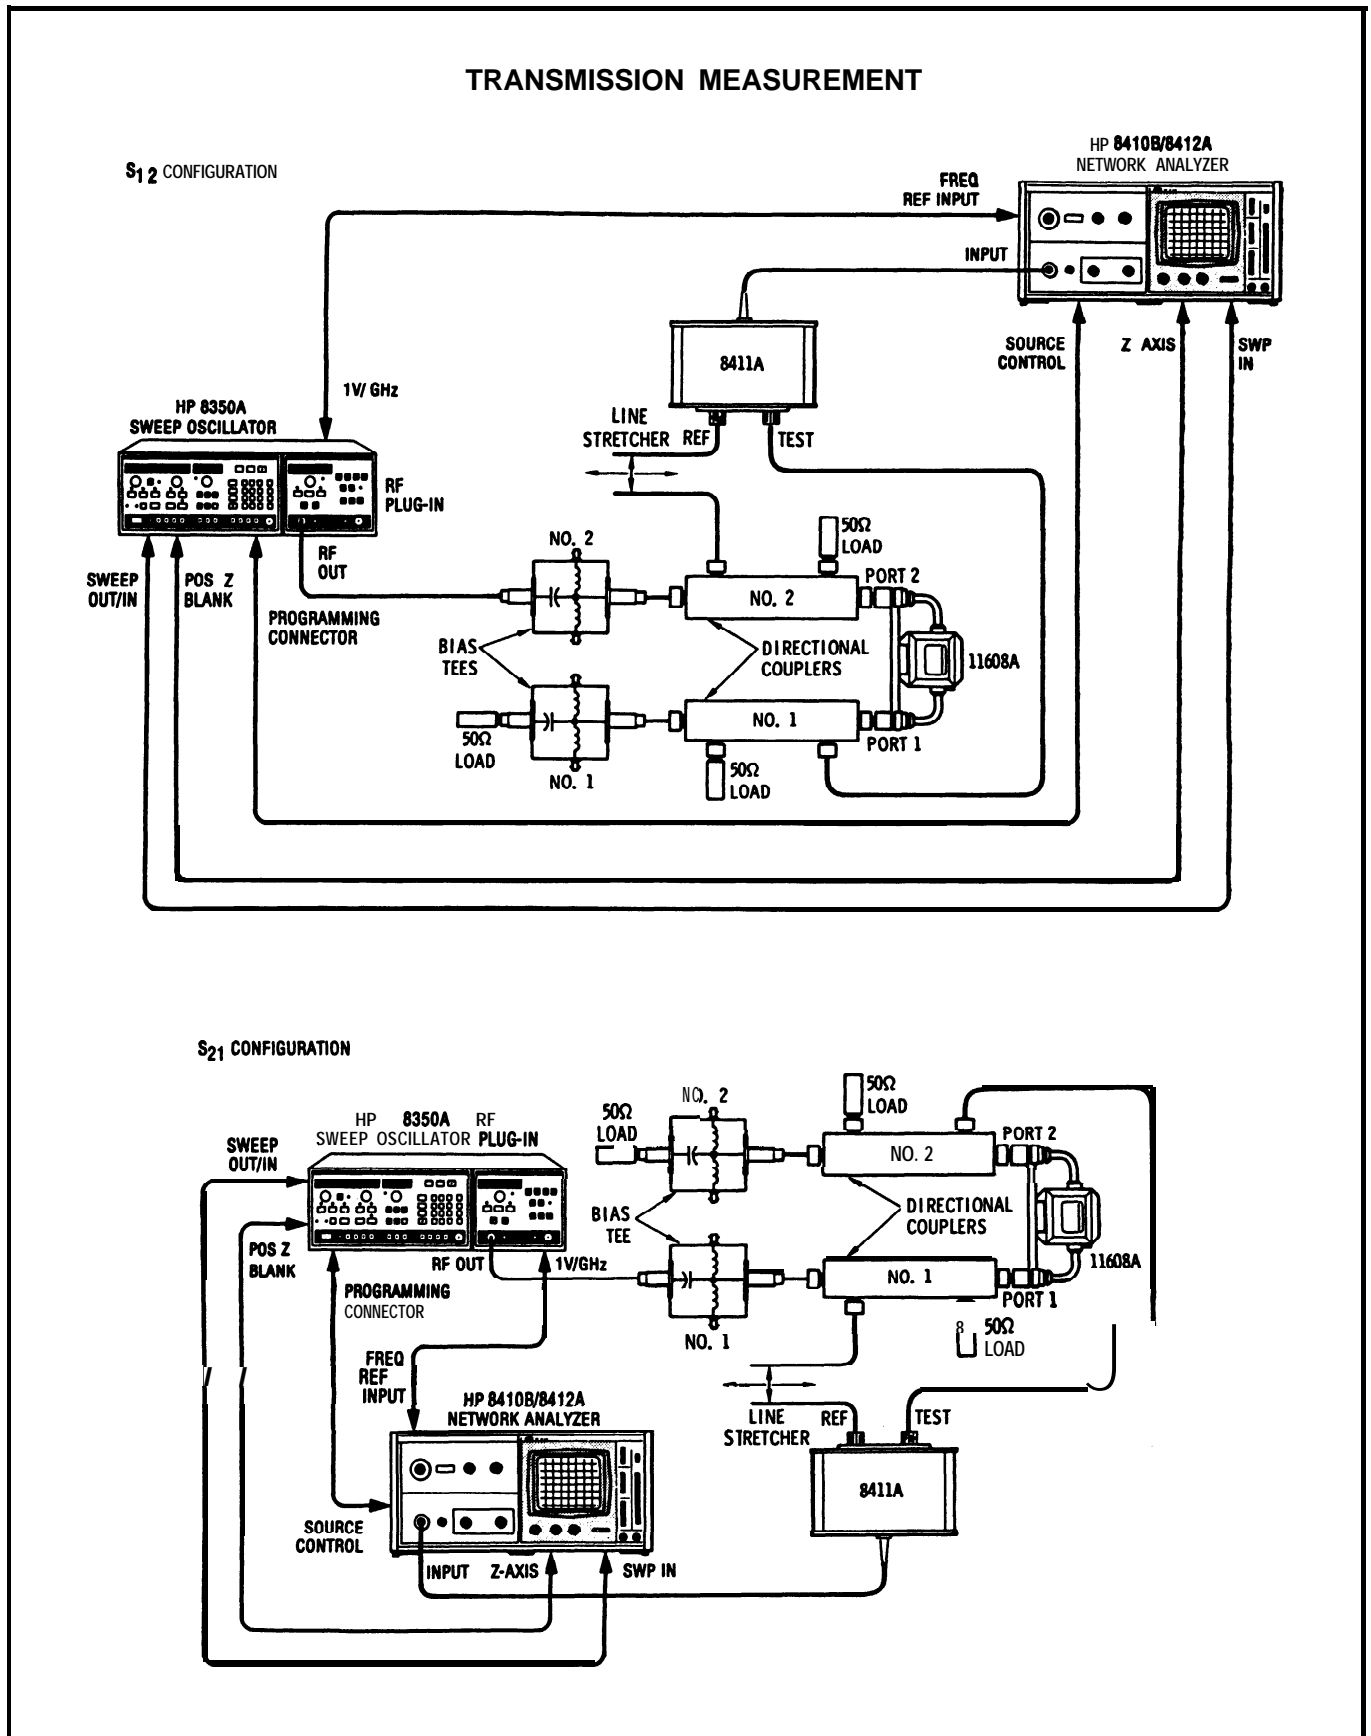 TRANSMISSION MEASUREMENT
S12 CONFIGURATION
HP 8410B/8412A
NETWORK ANALYZER
FREQ
REF INPUT
INPUT
8411A
SOURCE
CONTROL
Z AXIS
SWP
IN
1V/GHz
HP 8350A
SWEEP OSCILLATOR
LINE
STRETCHER
REF
TEST
RF
PLUG-IN
50Ω
LOAD
NO. 2
RF
OUT
SWEEP
OUT/IN
POS Z
BLANK
PORT 2
NO. 2
PROGRAMMING
CONNECTOR
BIAS
TEES
DIRECTIONAL
COUPLERS
11608A
NO. 1
50Ω
LOAD
PORT 1
NO. 1
50Ω
LOAD
S21 CONFIGURATION
NO. 2
50Ω
LOAD
50Ω
LOAD
HP 8350A RF
SWEEP OSCILLATOR PLUG-IN
SWEEP
OUT/IN
PORT 2
NO. 2
BIAS
TEE
DIRECTIONAL
COUPLERS
POS Z
BLANK
RF OUT
1V/GHz
11608A
NO. 1
PROGRAMMING
CONNECTOR
PORT 1
NO. 1
8 50Ω
LOAD
FREQ
REF
INPUT
HP 8410B/8412A
NETWORK ANALYZER
LINE
STRETCHER
REF
TEST
8411A
SOURCE
CONTROL
INPUT
Z-AXIS
SWP IN